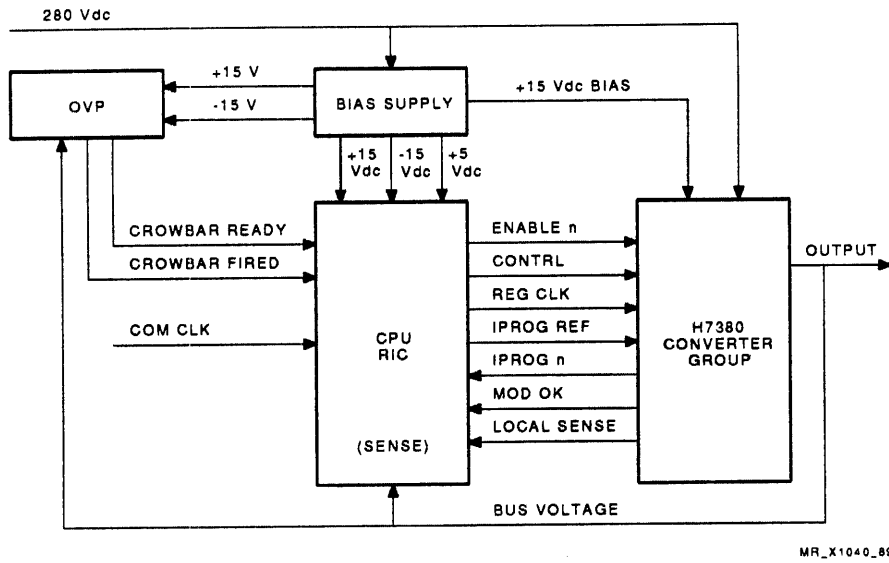 280 Vdc
+15 V
-15 V
OVP
BIAS SUPPLY
+15 Vdc BIAS
+15 Vdc
-15 Vdc
+5 Vdc
CROWBAR READY
CROWBAR FIRED
COM CLK
CPU
RIC
(SENSE)
ENABLE n
CONTRL
REG CLK
IPROG REF
IPROG n
MOD OK
LOCAL SENSE
H7380
CONVERTER
GROUP
OUTPUT
BUS VOLTAGE
MR_X1040_89